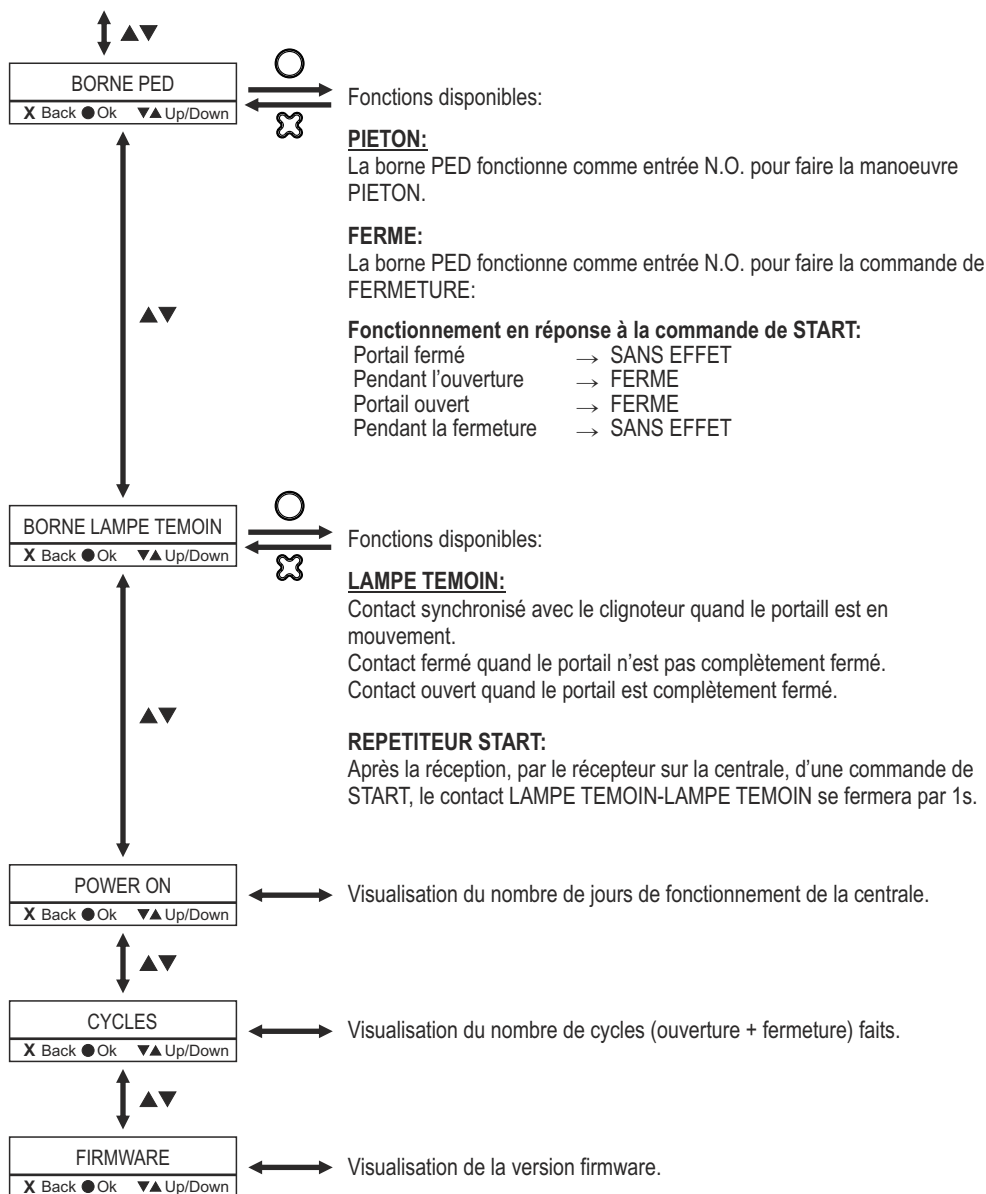 ▲▼
BORNE PED
X Back ●Ok ▼▲Up/Down
Fonctions disponibles:
PIETON:
La borne PED fonctionne comme entrée N.O. pour faire la manoeuvre
PIETON.
FERME:
La borne PED fonctionne comme entrée N.O. pour faire la commande de
FERMETURE:
▲▼
Fonctionnement en réponse à la commande de START:
Portail fermé → SANS EFFET
Pendant l'ouverture → FERME
Portail ouvert → FERME
Pendant la fermeture → SANS EFFET
BORNE LAMPE TEMOIN
X Back ●Ok ▼▲Up/Down
Fonctions disponibles:
LAMPE TEMOIN:
Contact synchronisé avec le clignoteur quand le portaill est en
mouvement.
Contact fermé quand le portail n'est pas complètement fermé.
Contact ouvert quand le portail est complètement fermé.
▲▼
REPETITEUR START:
Après la réception, par le récepteur sur la centrale, d'une commande de
START, le contact LAMPE TEMOIN-LAMPE TEMOIN se fermera par 1s.
POWER ON
X Back ●Ok ▼▲Up/Down
Visualisation du nombre de jours de fonctionnement de la centrale.
▲▼
CYCLES
X Back ●Ok ▼▲Up/Down
Visualisation du nombre de cycles (ouverture + fermeture) faits.
▲▼
FIRMWARE
X Back ●Ok ▼▲Up/Down
Visualisation de la version firmware.